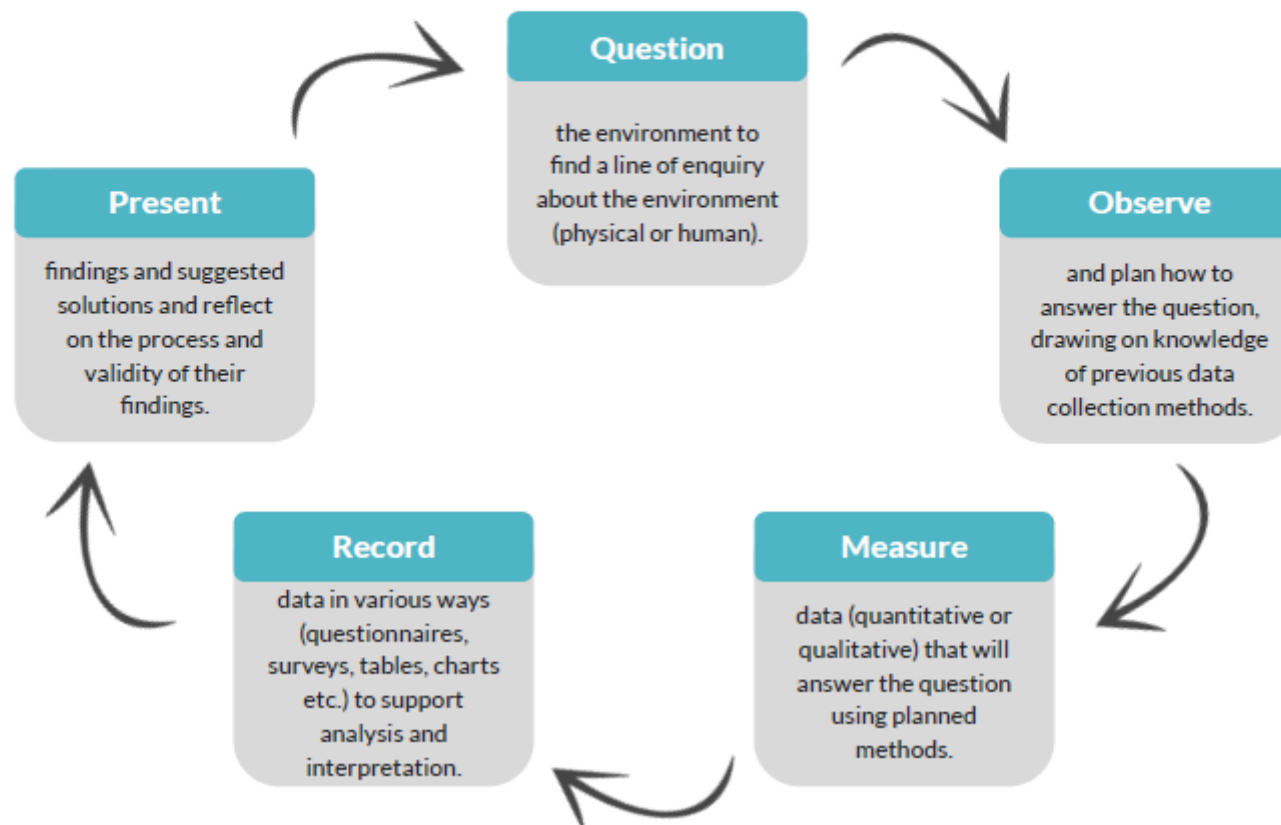 Question
the environment to
find a line of enquiry
about the environment
(physical or human).
Observe
and plan how to
answer the question,
drawing on knowledge
of previous data
collection methods.
Measure
data (quantitative or
qualitative) that will
answer the question
using planned
methods.
Record
data in various ways
(questionnaires,
surveys, tables, charts
etc.) to support
analysis and
interpretation.
Present
findings and suggested
solutions and reflect
on the process and
validity of their
findings.